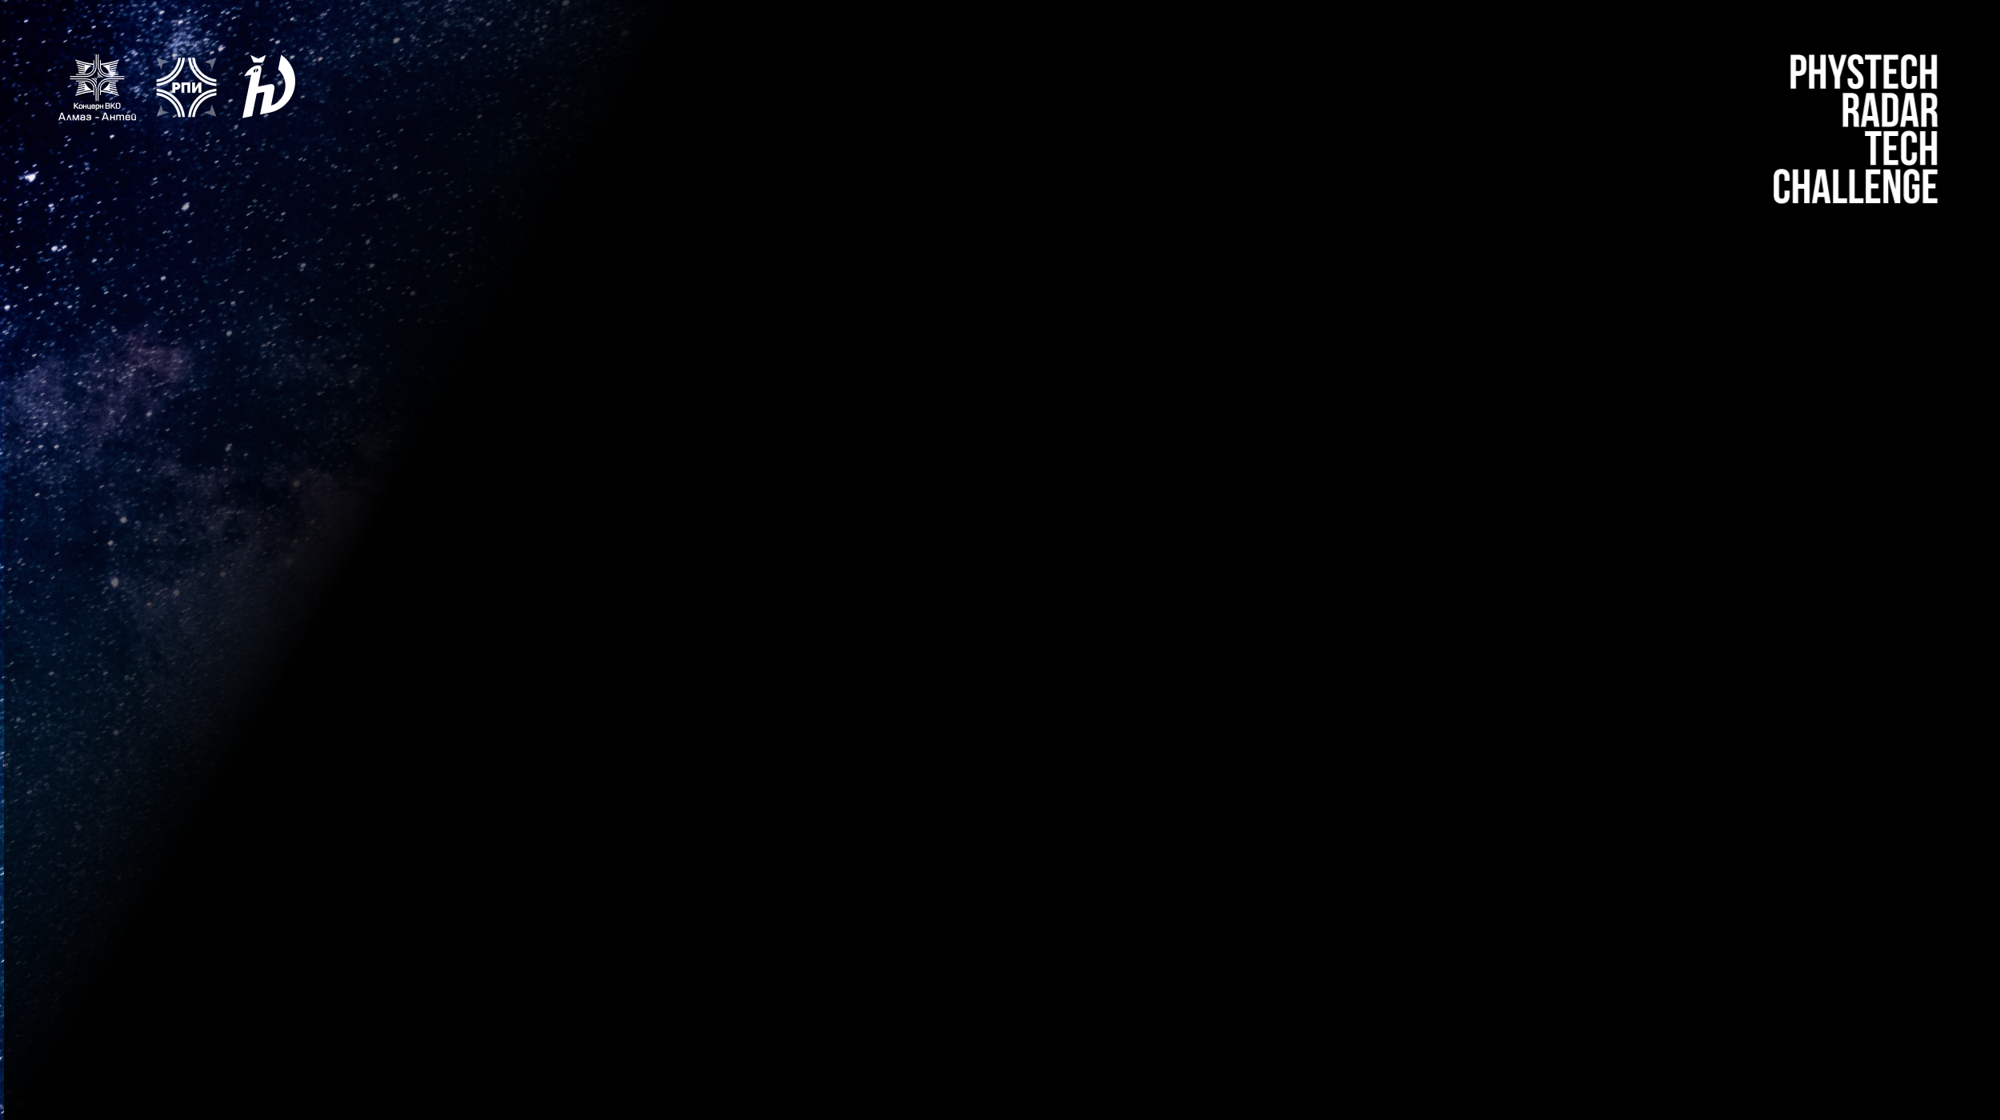 Концерн ВКО
Алмаз - Антей
РПИ
PHYSTECH
RADAR
TECH
CHALLENGE